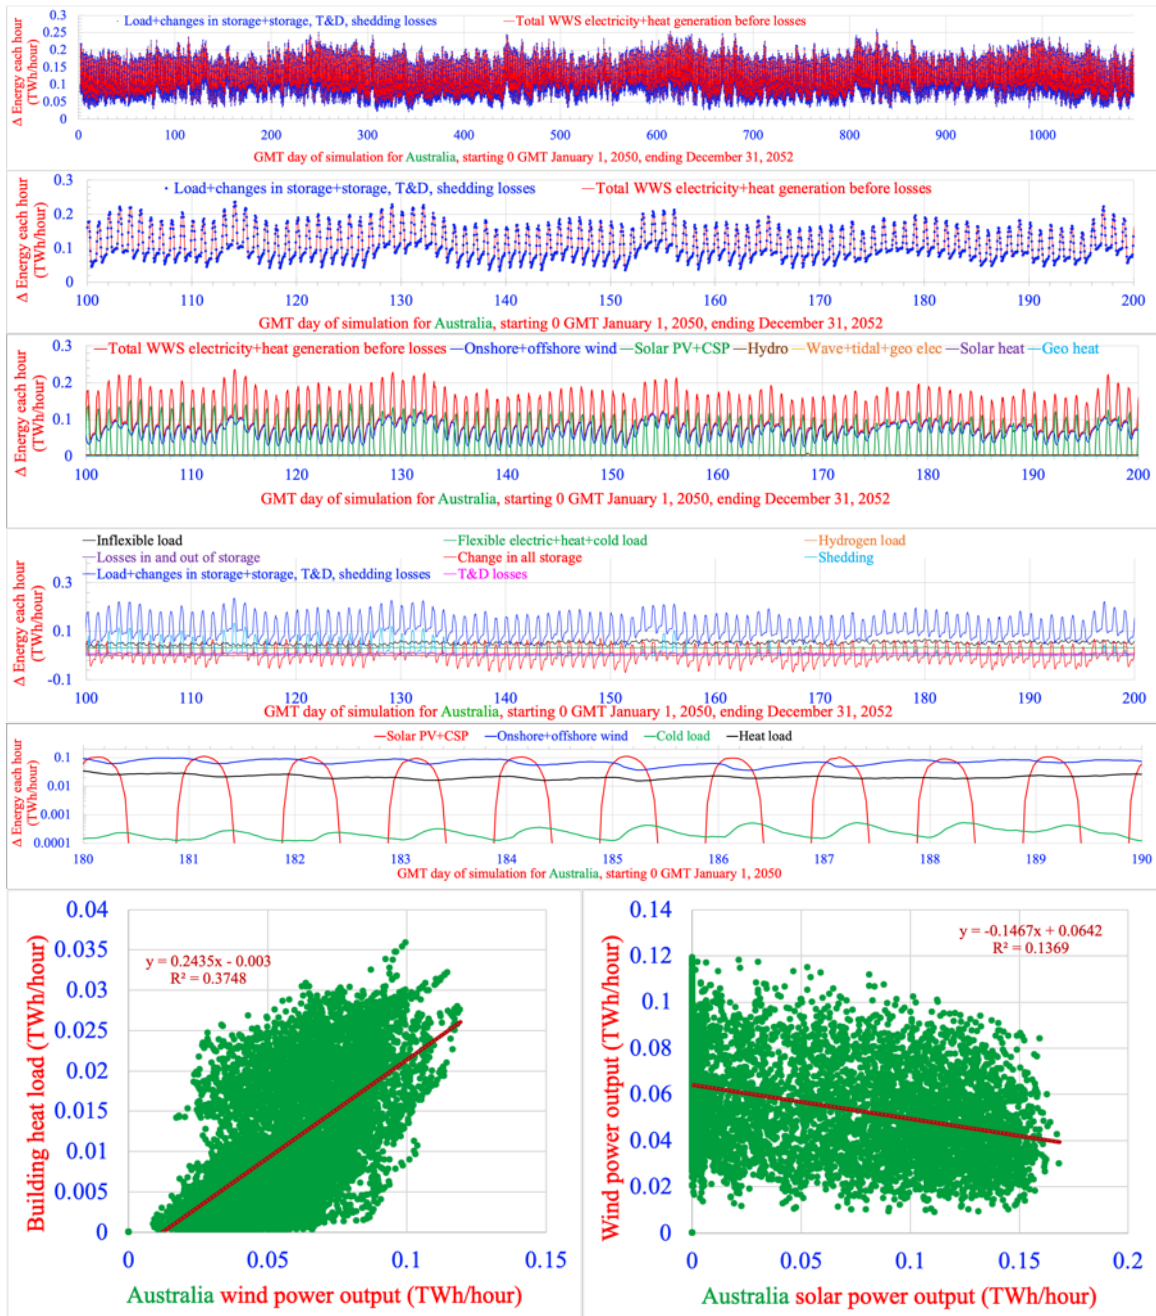 Load+changes in storage+storage, T&D, shedding losses —Total WWS electricity+heat generation before losses
Δ Energy each hour
(TWh/hour)
0.3
0.25
0.2
0.15
0.1
0.05
0
0 100 200 300 400 500 600 700 800 900 1000
GMT day of simulation for Australia, starting 0 GMT January 1, 2050, ending December 31, 2052
• Load+changes in storage+storage, T&D, shedding losses —Total WWS electricity+heat generation before losses
Δ Energy each hour
(TWh/hour)
0.3
0.2
0.1
0
100 110 120 130 140 150 160 170 180 190 200
GMT day of simulation for Australia, starting 0 GMT January 1, 2050, ending December 31, 2052
—Total WWS electricity+heat generation before losses —Onshore+offshore wind —Solar PV+CSP —Hydro —Wave+tidal+geo elec —Solar heat —Geo heat
Δ Energy each hour
(TWh/hour)
0.3
0.2
0.1
0
100 110 120 130 140 150 160 170 180 190 200
GMT day of simulation for Australia, starting 0 GMT January 1, 2050, ending December 31, 2052
—Inflexible load —Flexible electric+heat+cold load —Hydrogen load
—Losses in and out of storage —Change in all storage —Shedding
—Load+changes in storage+storage, T&D, shedding losses —T&D losses
Δ Energy each hour
(TWh/hour)
0.3
0.1
-0.1
100 110 120 130 140 150 160 170 180 190 200
GMT day of simulation for Australia, starting 0 GMT January 1, 2050, ending December 31, 2052
—Solar PV+CSP —Onshore+offshore wind —Cold load —Heat load
Δ Energy each hour
(TWh/hour)
0.1
0.01
0.001
0.0001
180 181 182 183 184 185 186 187 188 189 190
GMT day of simulation for Australia, starting 0 GMT January 1, 2050
Building heat load (TWh/hour)
0.04
0.035
0.03
0.025
0.02
0.015
0.01
0.005
0
y = 0.2435x - 0.003
R² = 0.3748
0 0.05 0.1 0.15
Australia wind power output (TWh/hour)
Wind power output (TWh/hour)
0.14
0.12
0.1
0.08
0.06
0.04
0.02
0
y = -0.1467x + 0.0642
R² = 0.1369
0 0.05 0.1 0.15 0.2
Australia solar power output (TWh/hour)